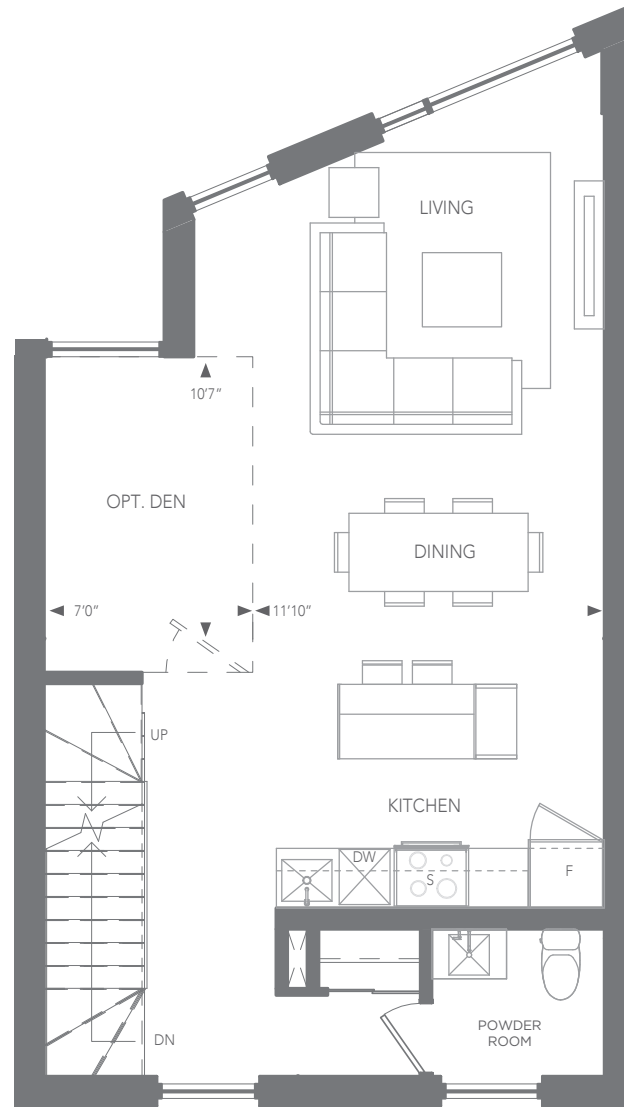 LIVING
10'7"
OPT. DEN
DINING
7'0"
11'10"
UP
KITCHEN
DW
S
F
DN
POWDER
ROOM